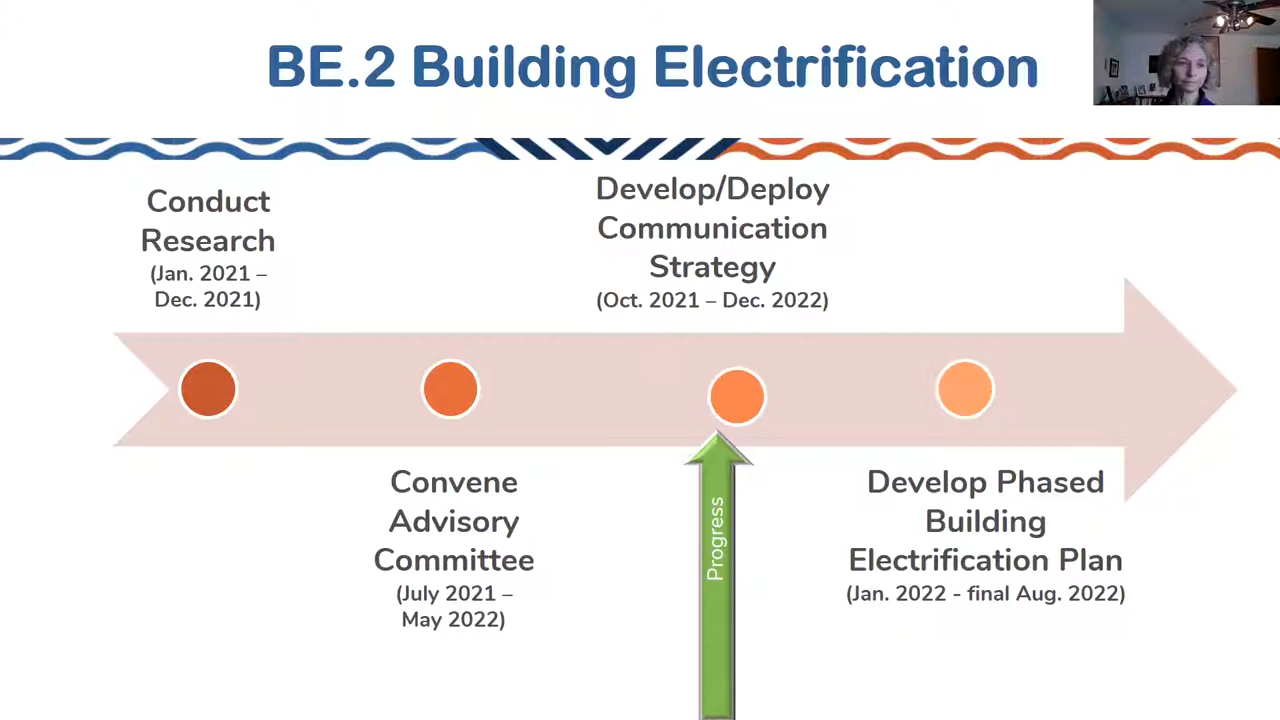 BE.2 Building Electrification
Conduct
Research
(Jan. 2021 –
Dec. 2021)
Develop/Deploy
Communication
Strategy
(Oct. 2021 – Dec. 2022)
Convene
Advisory
Committee
(July 2021 –
May 2022)
Progress
Develop Phased
Building
Electrification Plan
(Jan. 2022 - final Aug. 2022)